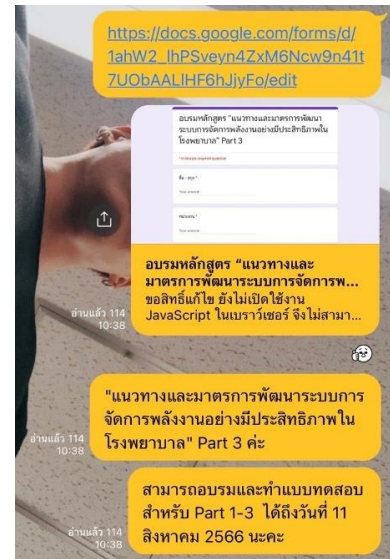 https://docs.google.com/forms/d/
1ahW2_lhPSveyn4ZxM6Ncw9n41t
7UObAALIHF6hJjyFo/edit
อบรมหลักสูตร "แนวทางและมาตรการพัฒนา
ระบบการจัดการพลังงานอย่างมีประสิทธิภาพใน
โรงพยาบาล" Part 3
ชื่อ - สกุล *
Your answer
Your answer
อบรมหลักสูตร "แนวทางและ
มาตรการพัฒนาระบบการจัดการพ...
ขอสิทธิ์แก้ไข ยังไม่เปิดใช้งาน
JavaScript ในเบราว์เซอร์ จึงไม่สามา...
อ่านแล้ว 114
10:38
"แนวทางและมาตรการพัฒนาระบบการ
จัดการพลังงานอย่างมีประสิทธิภาพใน
โรงพยาบาล" Part 3 ค่ะ
อ่านแล้ว 114
10:38
สามารถอบรมและทำแบบทดสอบ
สำหรับ Part 1-3 ได้ถึงวันที่ 11
สิงหาคม 2566 นะคะ
อ่านแล้ว 114
10:38